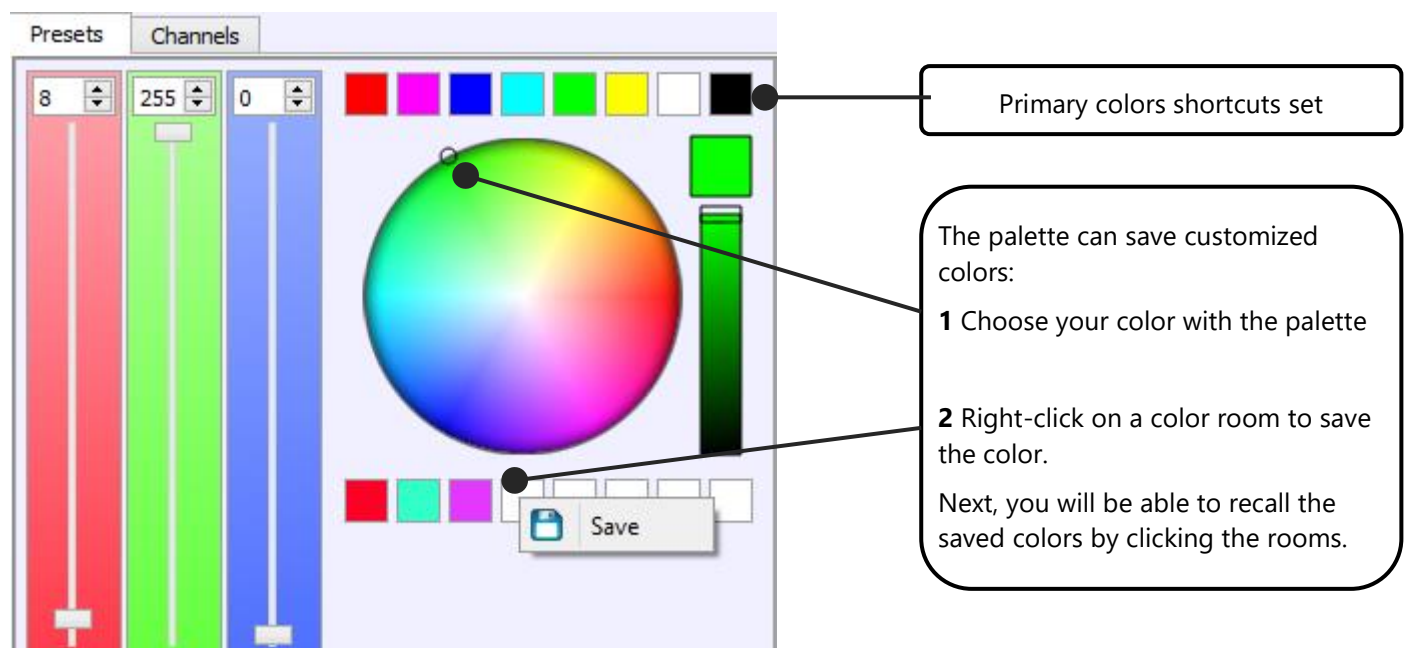 Presets
Channels
8
255
0
Primary colors shortcuts set
The palette can save customized
colors:
1 Choose your color with the palette
2 Right-click on a color room to save
the color.
Next, you will be able to recall the
saved colors by clicking the rooms.
Save